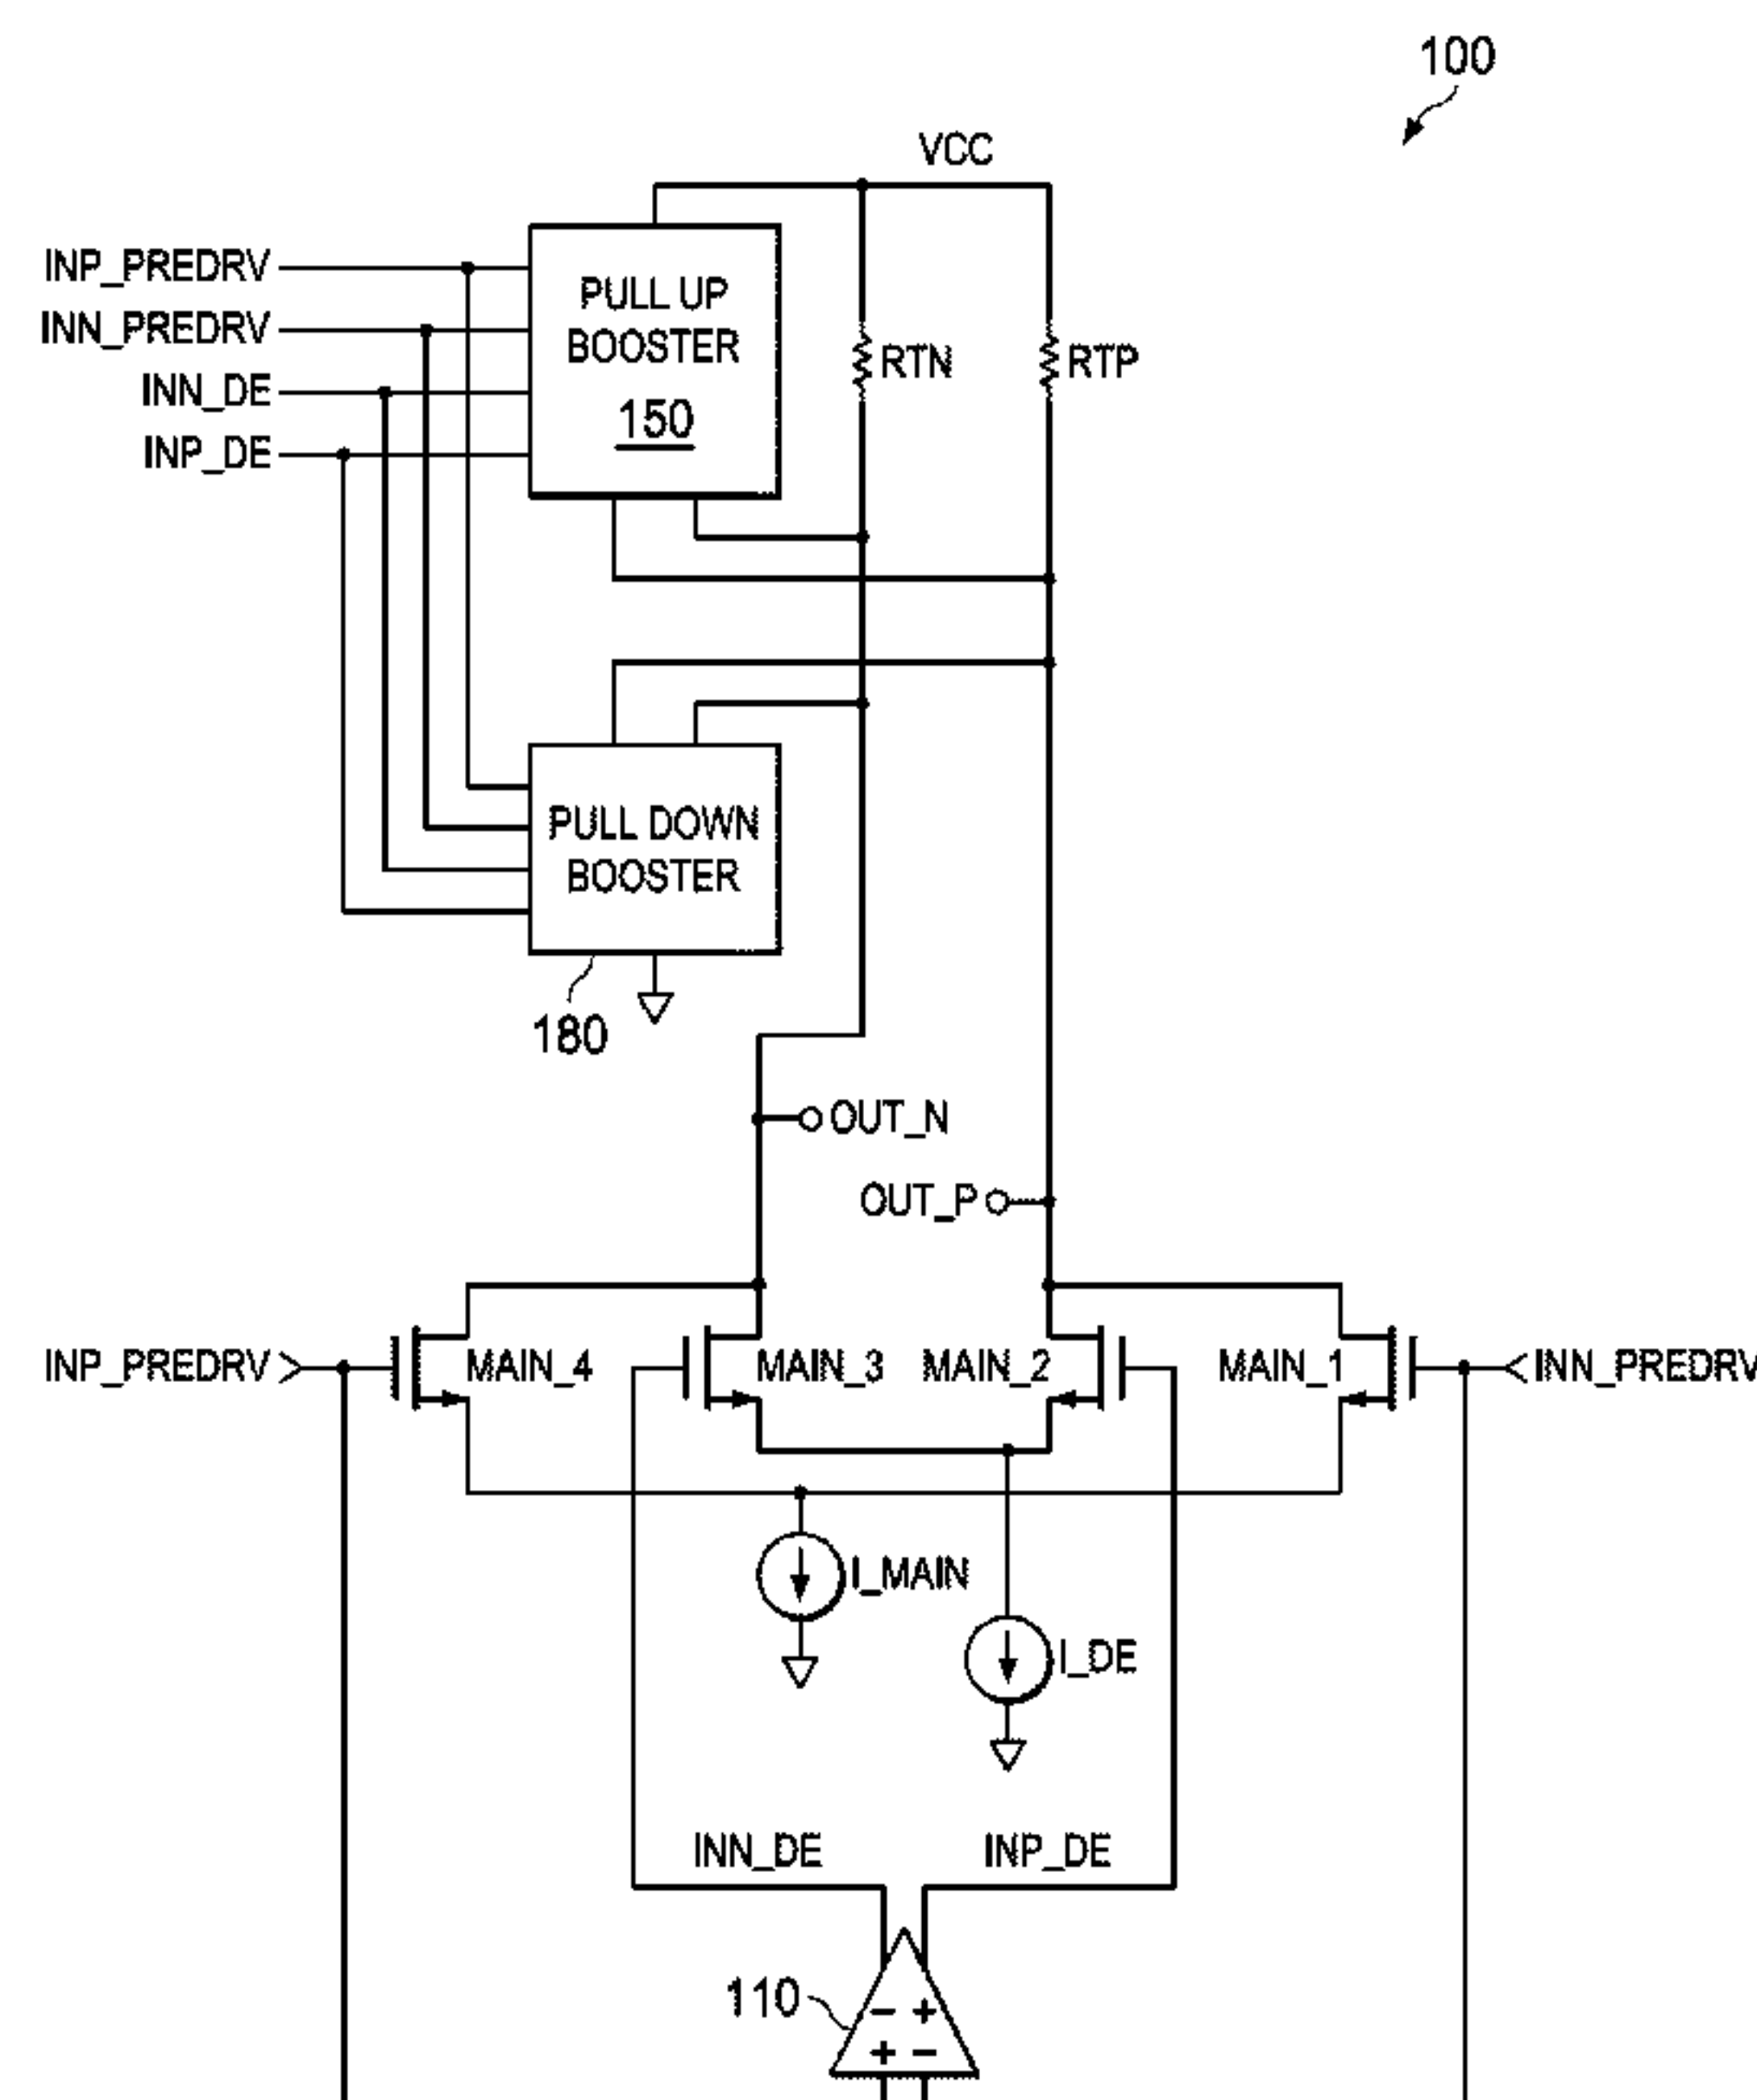 100
VCC
INP_PREDRV
INN_PREDRV
INN_DE
INP_DE
PULL UP
BOOSTER
150
RTN
RTP
PULL DOWN
BOOSTER
180
OUT_N
OUT_P
INP_PREDRV
MAIN_4
MAIN_3
MAIN_2
MAIN_1
INN_PREDRV
I_MAIN
I_DE
INN_DE
INP_DE
110
- +
+ -